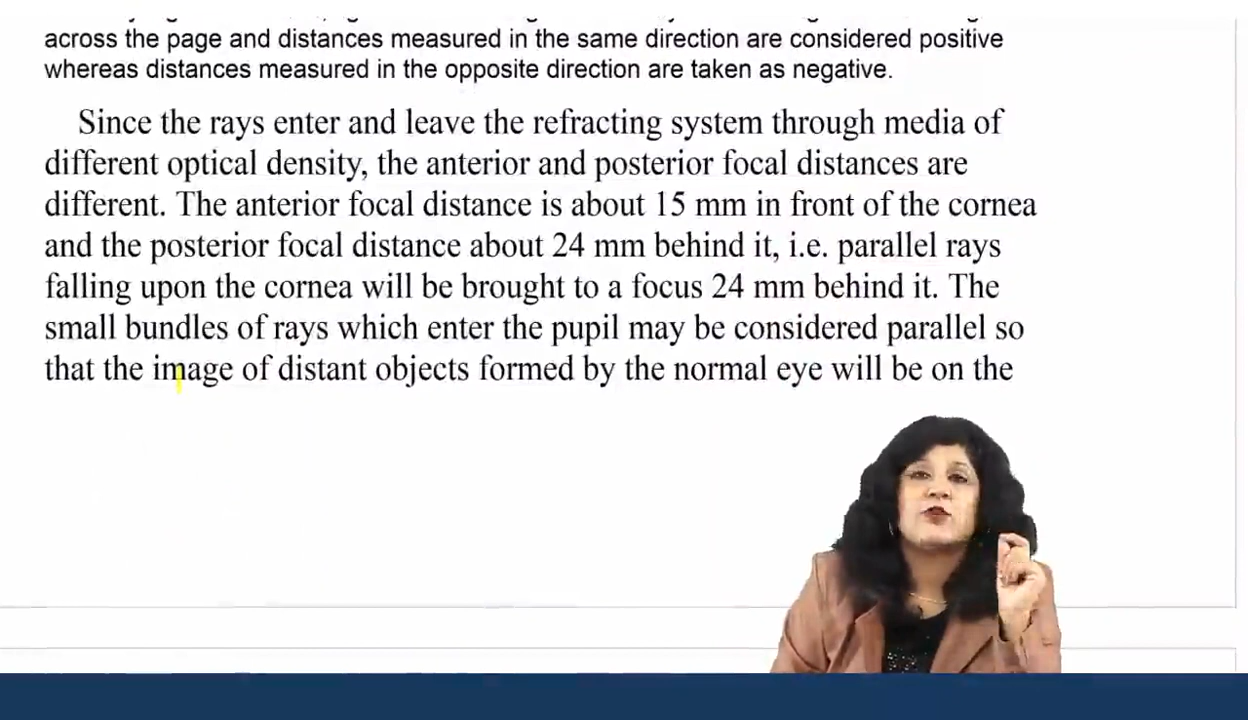 across the page and distances measured in the same direction are considered positive
whereas distances measured in the opposite direction are taken as negative.
Since the rays enter and leave the refracting system through media of
different optical density, the anterior and posterior focal distances are
different. The anterior focal distance is about 15 mm in front of the cornea
and the posterior focal distance about 24 mm behind it, i.e. parallel rays
falling upon the cornea will be brought to a focus 24 mm behind it. The
small bundles of rays which enter the pupil may be considered parallel so
that the image of distant objects formed by the normal eye will be on the